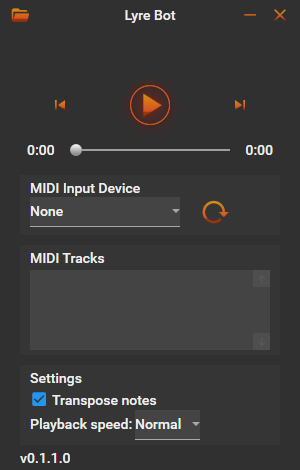 Lyre Bot
0:00 0:00
MIDI Input Device
None
MIDI Tracks
Settings
Transpose notes
Playback speed: Normal
v0.1.1.0